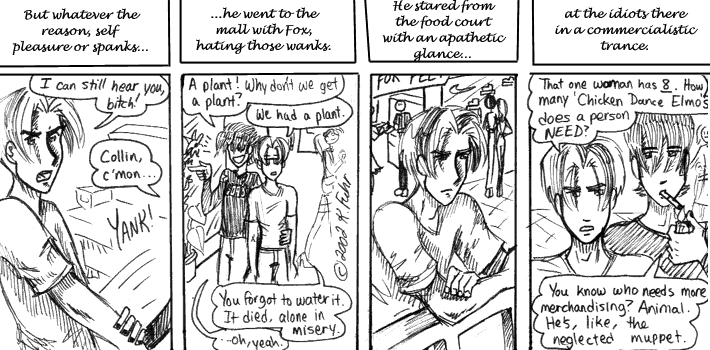 But whatever the
reason, self
pleasure or spanks...
...he went to the
mall with Fox,
hating those wanks.
He stared from
the food court
with an apathetic
glance...
at the idiots there
in a commercialistic
trance.
I can still hear you,
bitch!
Collin,
c'mon...
YANK!
A plant! Why don't we get
a plant?
We had a plant.
You forgot to water it.
It died, alone in
misery.
..oh, yeah.
©2002 K. Fuhr
FOR FEET
That one woman has 8. How
many 'Chicken Dance Elmo's
does a person
NEED?
You know who needs more
merchandising? Animal.
He's, like, the
neglected muppet.